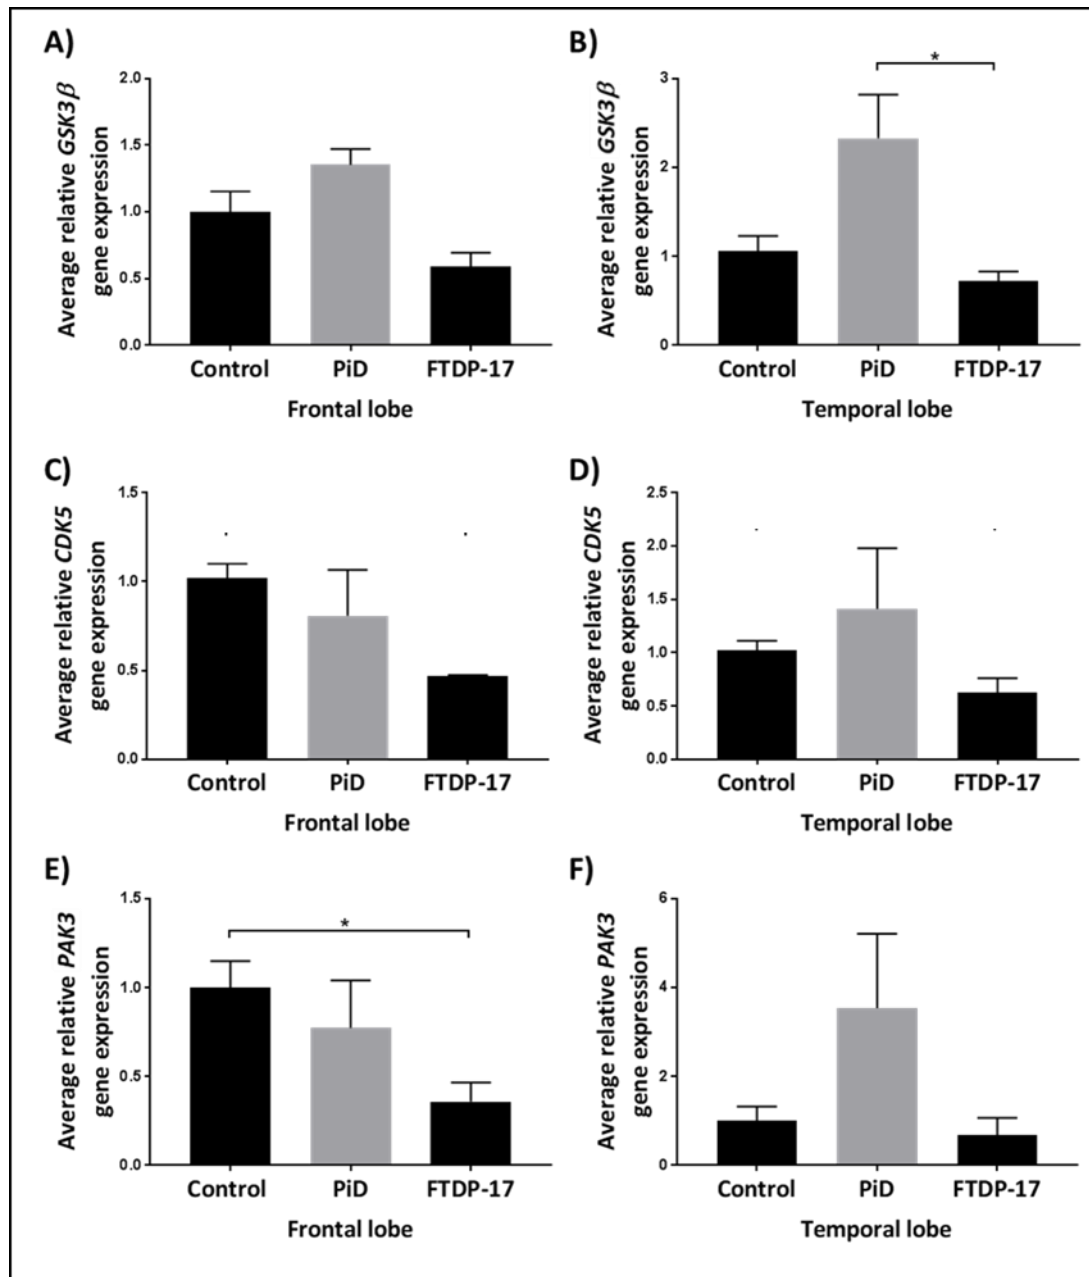 A)
Average relative GSK3β
gene expression
2.0
1.5
1.0
0.5
0.0
Control PiD FTDP-17
Frontal lobe
B)
Average relative GSK3β
gene expression
3
2
1
0
*
Control PiD FTDP-17
Temporal lobe
C)
Average relative CDK5
gene expression
1.5
1.0
0.5
0.0
Control PiD FTDP-17
Frontal lobe
D)
Average relative CDK5
gene expression
2.5
2.0
1.5
1.0
0.5
0.0
Control PiD FTDP-17
Temporal lobe
E)
Average relative PAK3
gene expression
1.5
1.0
0.5
0.0
*
Control PiD FTDP-17
Frontal lobe
F)
Average relative PAK3
gene expression
6
4
2
0
Control PiD FTDP-17
Temporal lobe